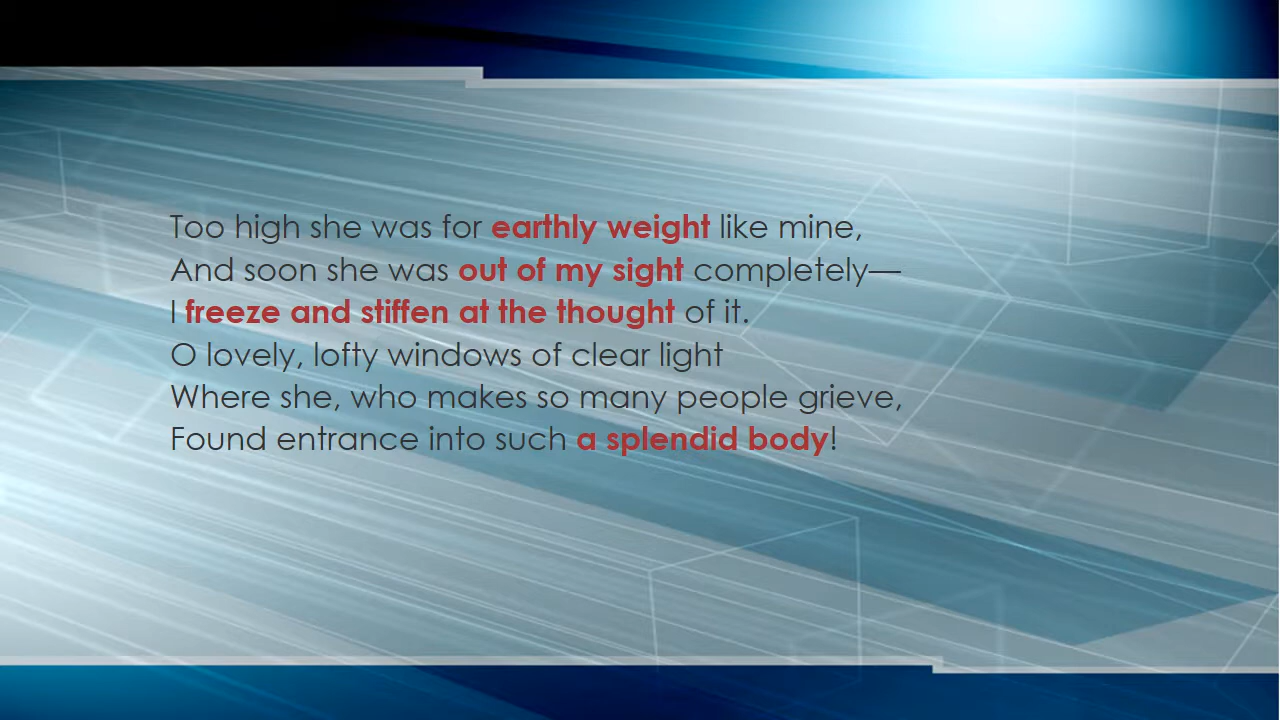 Too high she was for earthly weight like mine,
And soon she was out of my sight completely—
I freeze and stiffen at the thought of it.
O lovely, lofty windows of clear light
Where she, who makes so many people grieve,
Found entrance into such a splendid body!